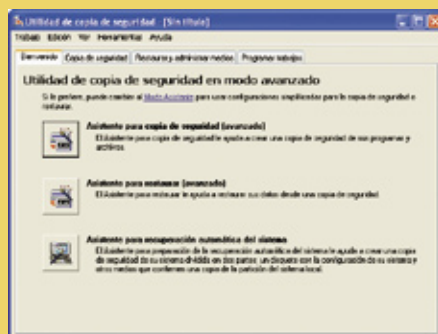 Utilidad de copia de seguridad - [Sin título]
Trabajo Edición Ver Herramientas Ayuda
Bienvenido Copia de seguridad Restaurar y administrar medios Programar trabajos
Utilidad de copia de seguridad en modo avanzado
Si lo prefiere, puede cambiar al Modo Asistente para usar configuraciones simplificadas para la copia de seguridad o
restaurar.
Asistente para copia de seguridad (avanzado)
El Asistente para copia de seguridad le ayuda a crear una copia de seguridad de sus programas y
archivos.
Asistente para restaurar (avanzado)
El Asistente para restaurar le ayuda a restaurar sus datos desde una copia de seguridad.
Asistente para recuperación automática del sistema
El Asistente para preparación de la recuperación automática del sistema le ayuda a crear una copia
de seguridad de su sistema dividida en dos partes: un disquete con la configuración de su sistema y
otros medios que contienen una copia de la partición del sistema local.